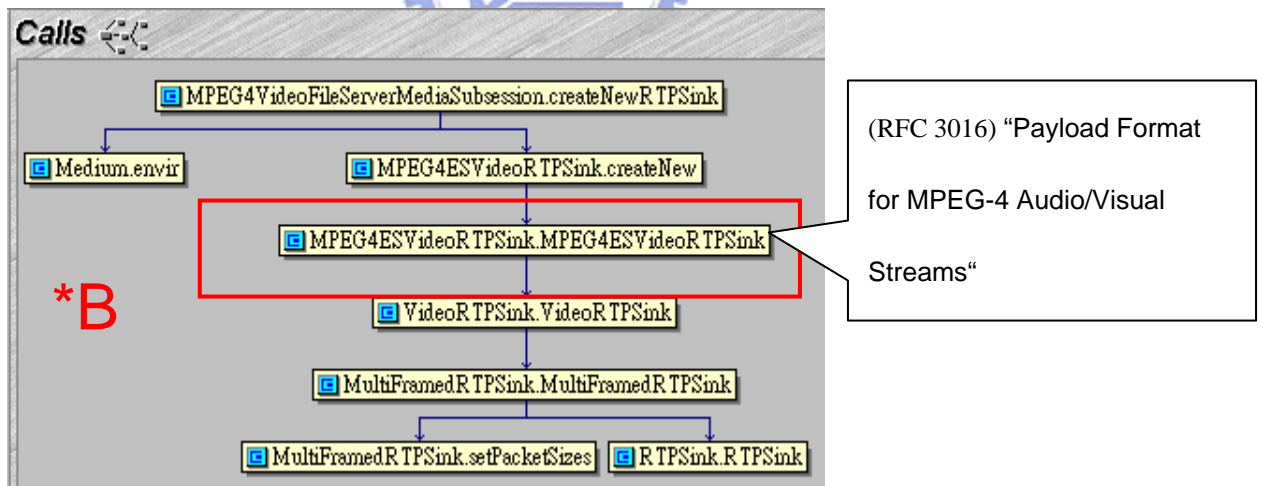 Calls
MPEG4VideoFileServerMediaSubsession.createNewRTPSink
Medium.envir
MPEG4ESVideoRTPSink.createNew
MPEG4ESVideoRTPSink.MPEG4ESVideoRTPSink
*B
VideoRTPSink.VideoRTPSink
MultiFramedRTPSink.MultiFramedRTPSink
MultiFramedRTPSink.setPacketSizes
RTPSink.RTPSink
(RFC 3016) “Payload Format
for MPEG-4 Audio/Visual
Streams“